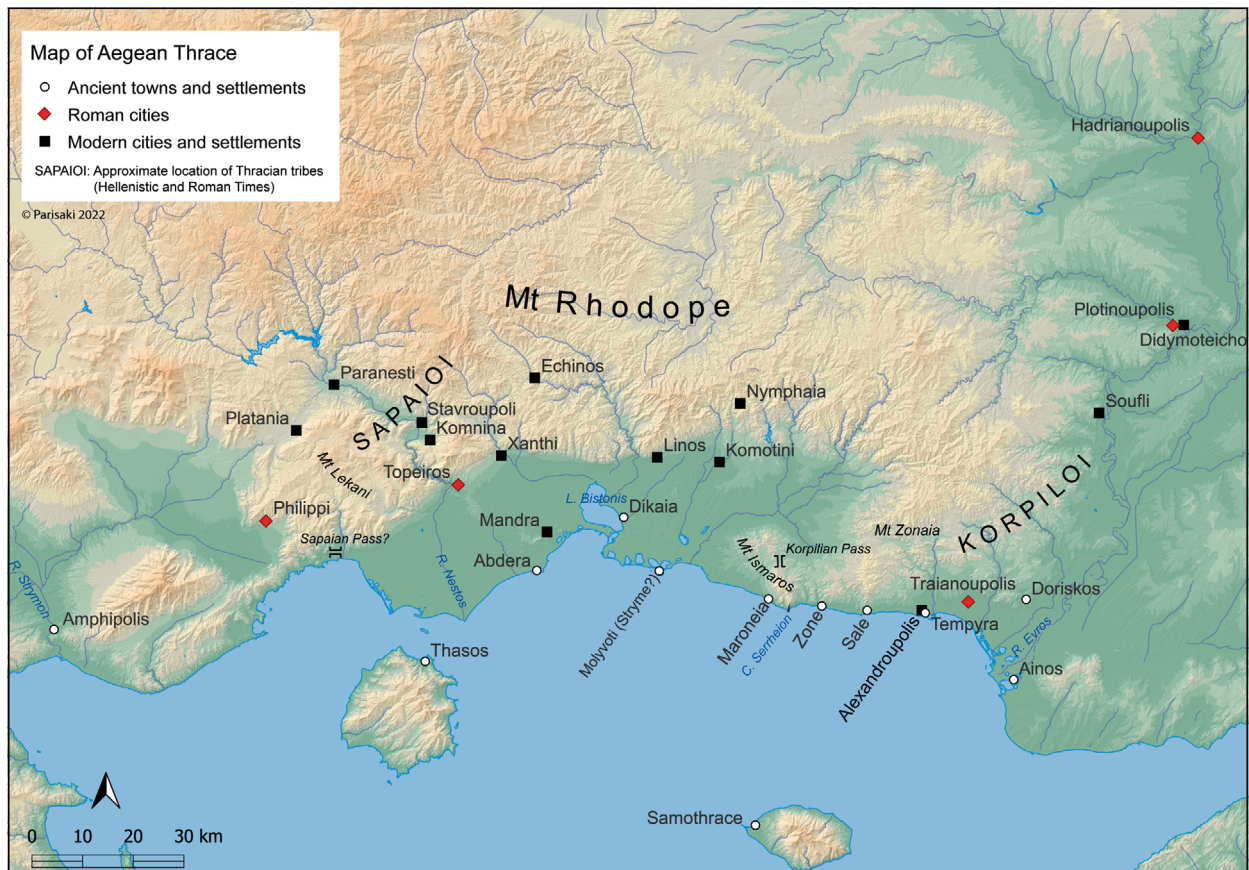 Map of Aegean Thrace
Ancient towns and settlements
Roman cities
Modern cities and settlements
SAPAIOI: Approximate location of Thracian tribes
(Hellenistic and Roman Times)
© Parisaki 2022
Hadrianoupolis
Mt Rhodope
Plotinoupolis
Didymoteicho
Echinos
Paranesti
SAPAIOI
Nymphaia
Soufli
Platania
Stavroupoli
Komnina
Xanthi
Linos
Komotini
Mt Lekani
Topeiros
KORPILOI
Philippi
L. Bistonis
Dikaia
Mandra
Sapaian Pass?
Mt Zonaia
Korpilian Pass
Mt Ismaros
Abdera
R. Nestos
R. Strymon
Amphipolis
Traianoupolis
Doriskos
Molyvoti (Stryme?)
Maroneia
C. Serrheion
Zone
Sale
Alexandroupolis
Tempyra
R. Evros
Ainos
Thasos
Samothrace
0 10 20 30 km